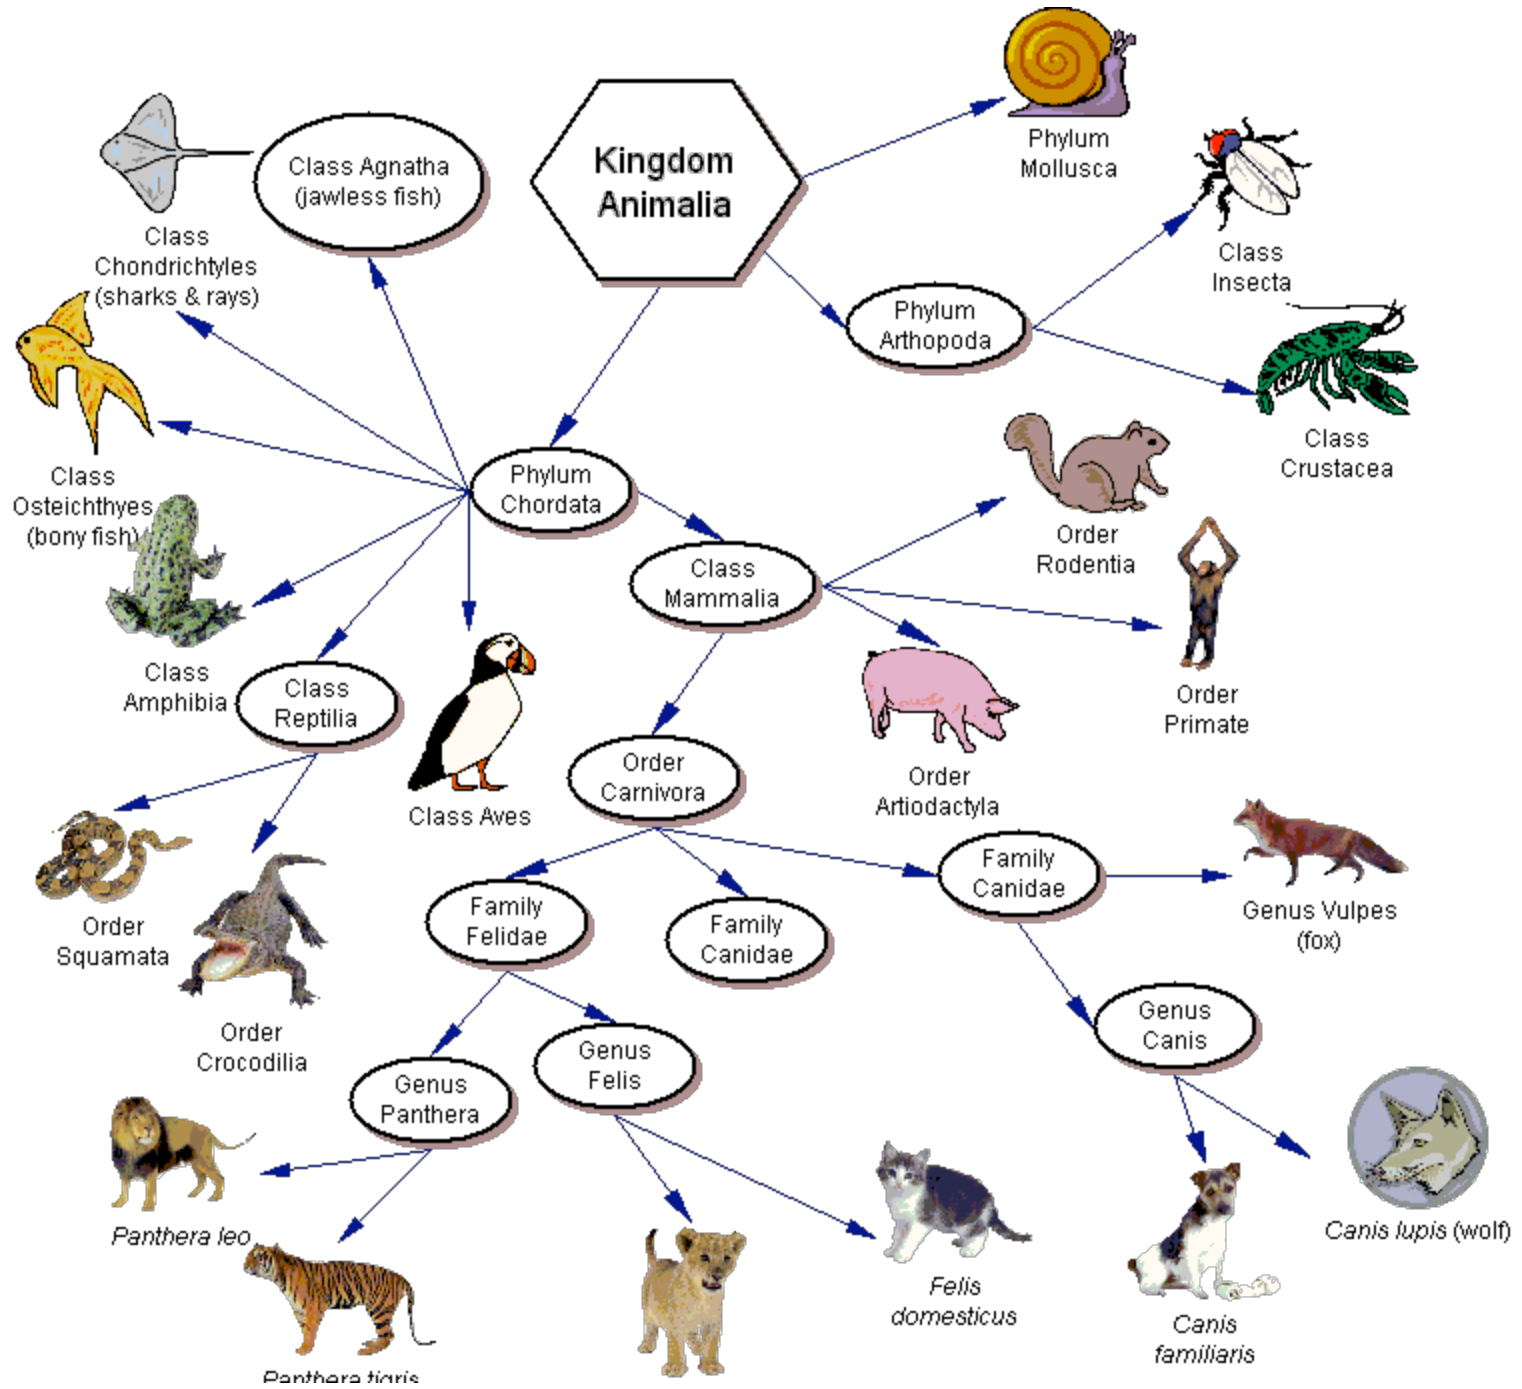 Kingdom
Animalia
Phylum
Mollusca
Class Agnatha
(jawless fish)
Class
Chondrichtyles
(sharks & rays)
Class
Insecta
Phylum
Arthopoda
Class
Crustacea
Class
Osteichthyes
(bony fish)
Phylum
Chordata
Order
Rodentia
Class
Mammalia
Class
Amphibia
Class
Reptilia
Order
Primate
Class Aves
Order
Carnivora
Order
Artiodactyla
Order
Squamata
Family
Felidae
Family
Canidae
Family
Canidae
Genus Vulpes
(fox)
Order
Crocodilia
Genus
Panthera
Genus
Felis
Genus
Canis
Panthera leo
Canis lupis (wolf)
Felis
domesticus
Canis
familiaris
Panthera tigris